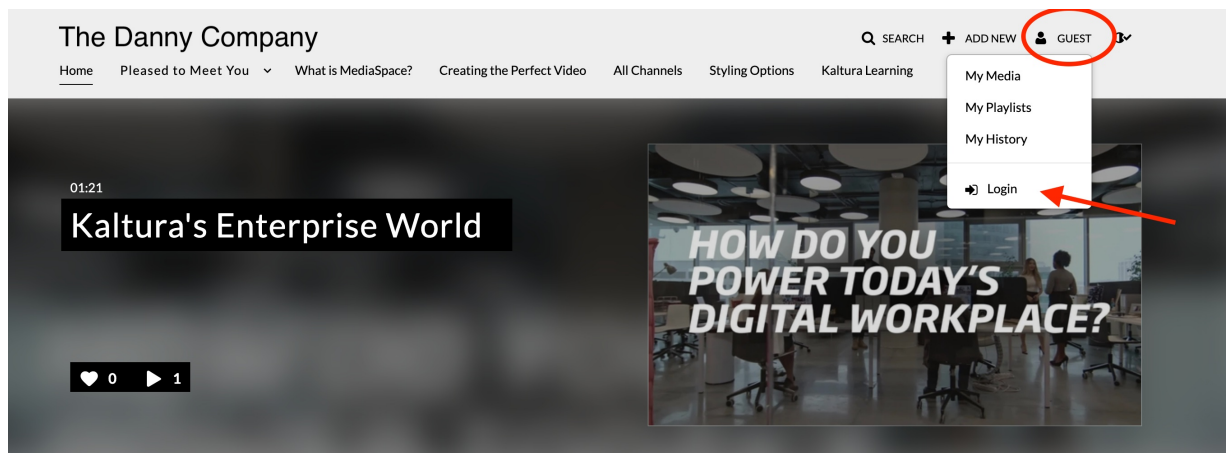 The Danny Company
SEARCH ADD NEW GUEST
Home Pleased to Meet You What is MediaSpace? Creating the Perfect Video All Channels Styling Options Kaltura Learning
My Media
My Playlists
My History
Login
01:21
Kaltura's Enterprise World
HOW DO YOU
POWER TODAY'S
DIGITAL WORKPLACE?
0 1